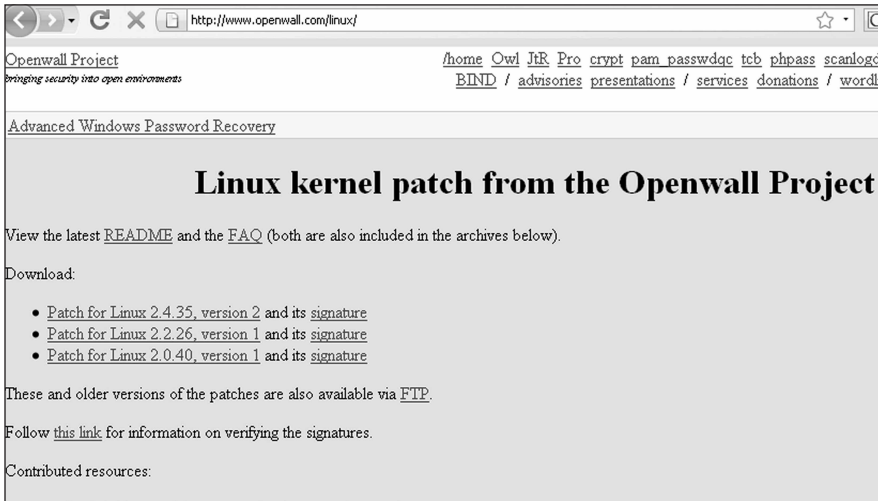 http://www.openwall.com/linux/
Openwall Project
bringing security into open environments
/home Owl JtR Pro crypt pam_passwdqc tcb phpass scanlogd
BIND / advisories presentations / services donations /
Advanced Windows Password Recovery
Linux kernel patch from the Openwall Project
View the latest README and the FAQ (both are also included in the archives below).
Download:
• Patch for Linux 2.4.35, version 2 and its signature
• Patch for Linux 2.2.26, version 1 and its signature
• Patch for Linux 2.0.40, version 1 and its signature
These and older versions of the patches are also available via FTP.
Follow this link for information on verifying the signatures.
Contributed resources: